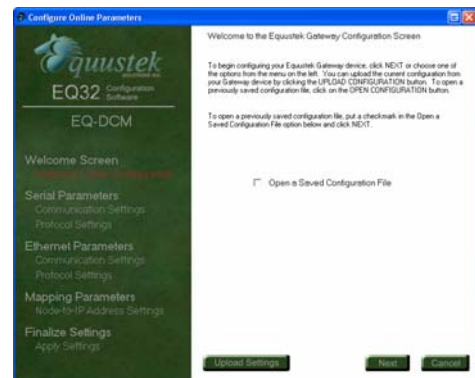 Configure Online Parameters
Equustek
SOLUTIONS INC.
EQ32 Configuration Software
EQ-DCM
Welcome Screen
Serial Parameters
Communication Settings
Protocol Settings
Ethernet Parameters
Communication Settings
Protocol Settings
Mapping Parameters
Node-to-IP Address Settings
Finalize Settings
Apply Settings
Welcome to the Equustek Gateway Configuration Screen
To begin configuring your Equustek Gateway device, click NEXT or choose one of
the options from the menu on the left. You can upload the current configuration from
your Gateway device by clicking the UPLOAD CONFIGURATION button. To open a
previously saved configuration file, click on the OPEN CONFIGURATION button.
To open a previously saved configuration file, put a checkmark in the Open a
Saved Configuration File option below and click NEXT.
Open a Saved Configuration File
Upload Settings
Next
Cancel